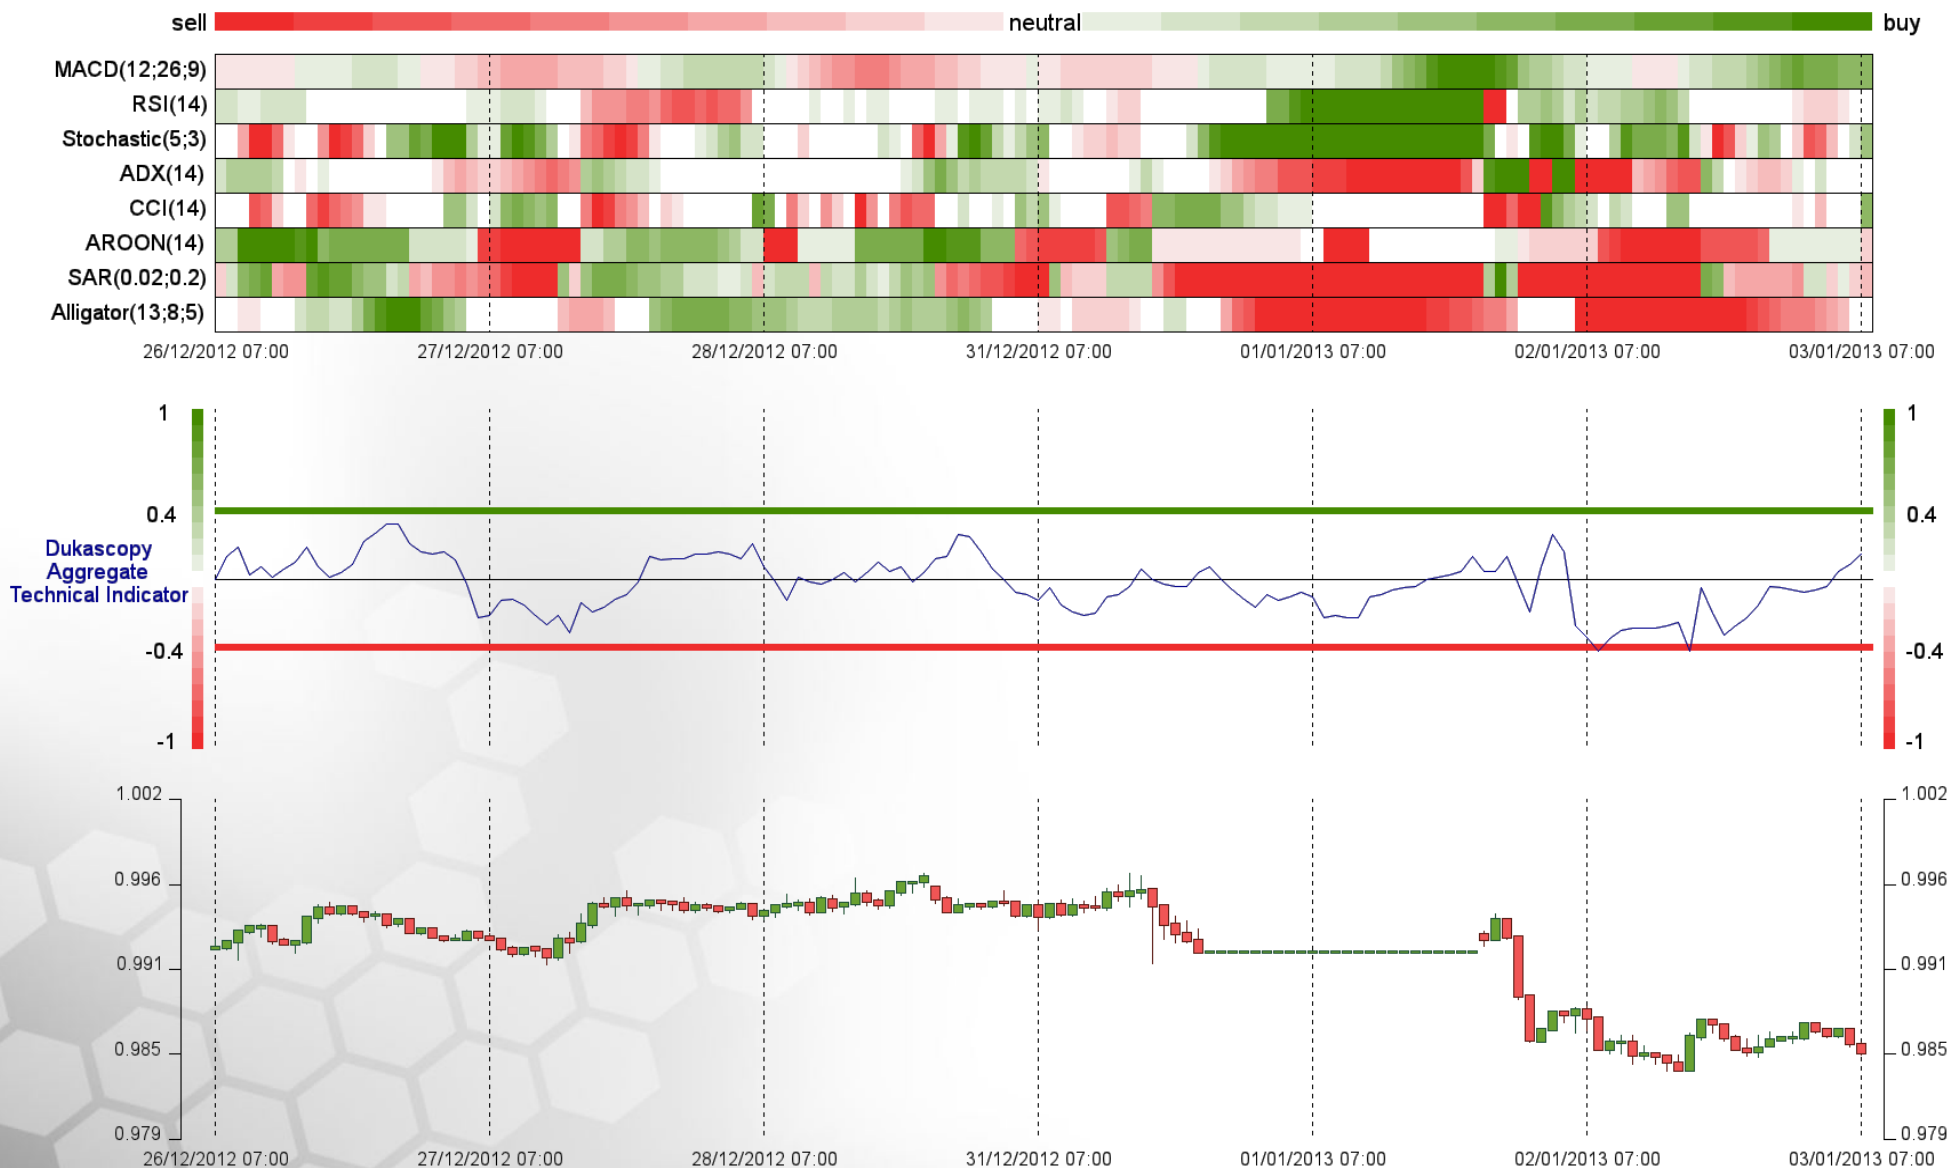 sell neutral buy
MACD(12;26;9)
RSI(14)
Stochastic(5;3)
ADX(14)
CCI(14)
AROON(14)
SAR(0.02;0.2)
Alligator(13;8;5)
26/12/2012 07:00 27/12/2012 07:00 28/12/2012 07:00 31/12/2012 07:00 01/01/2013 07:00 02/01/2013 07:00 03/01/2013 07:00
1 1
0.4 0.4
Dukascopy
Aggregate
Technical Indicator
-0.4 -0.4
-1 -1
1.002 1.002
0.996 0.996
0.991 0.991
0.985 0.985
0.979 0.979
26/12/2012 07:00 27/12/2012 07:00 28/12/2012 07:00 31/12/2012 07:00 01/01/2013 07:00 02/01/2013 07:00 03/01/2013 07:00